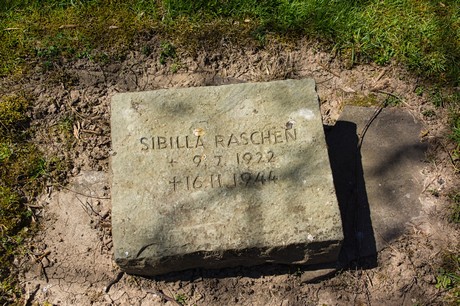 SIBILLA RASCHEN
+ 9.7.1922
+ 16.11.1944